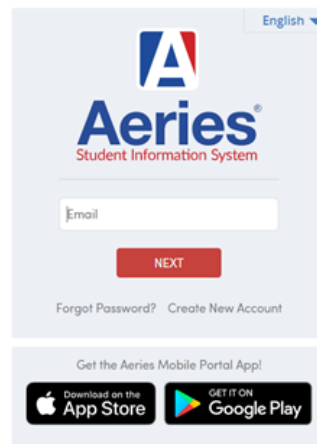 English
A
Aeries®
Student Information System
Email
NEXT
Forgot Password? Create New Account
Get the Aeries Mobile Portal App!
Download on the
App Store
GET IT ON
Google Play